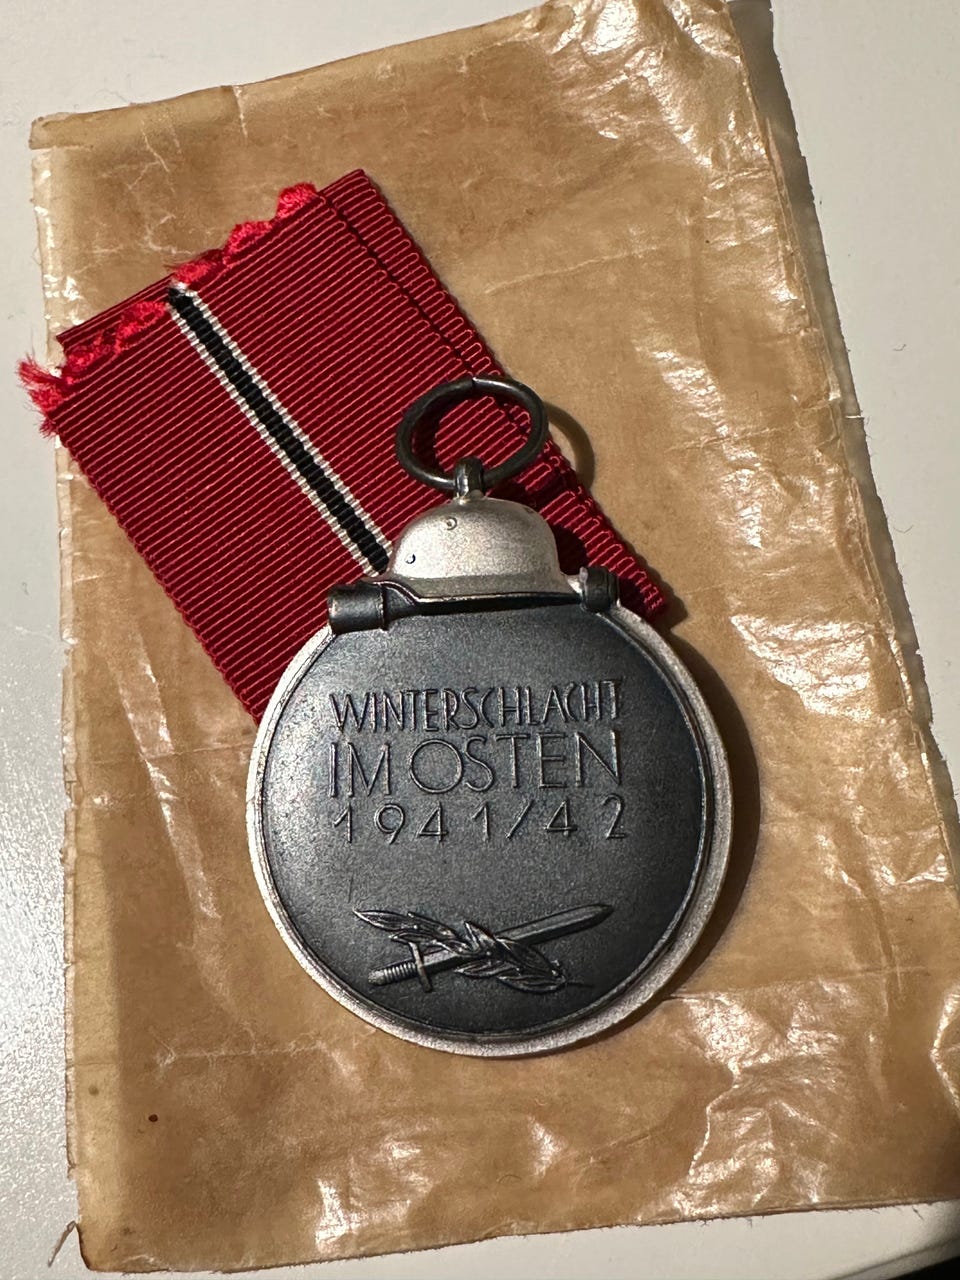 WINTERSCHLACHT
IM OSTEN
1941/42